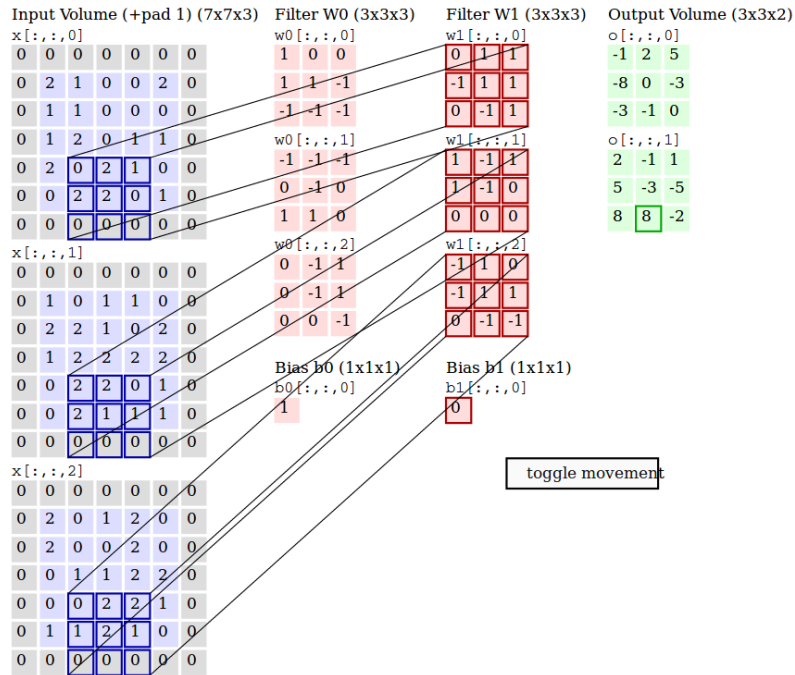 Input Volume (+pad 1) (7x7x3)
x[:,:,0]
0 0 0 0 0 0 0
0 2 1 0 0 2 0
0 1 1 0 0 0 0
0 1 2 0 1 1 0
0 2 0 2 1 0 0
0 0 2 2 0 1 0
0 0 0 0 0 0 0
x[:,:,1]
0 0 0 0 0 0 0
0 1 0 1 1 0 0
0 2 2 1 0 2 0
0 1 2 2 2 2 0
0 0 2 2 0 1 0
0 0 2 1 1 1 0
0 0 0 0 0 0 0
x[:,:,2]
0 0 0 0 0 0 0
0 2 0 1 2 0 0
0 2 0 0 2 0 0
0 0 1 1 2 2 0
0 0 0 2 2 1 0
0 1 1 2 1 0 0
0 0 0 0 0 0 0
Filter W0 (3x3x3)
w0[:,:,0]
1 0 0
1 1 -1
-1 -1 -1
w0[:,:,1]
-1 -1 -1
0 -1 0
1 1 0
w0[:,:,2]
0 -1 1
0 -1 1
0 0 -1
Bias b0 (1x1x1)
b0[:,:,0]
1
Filter W1 (3x3x3)
w1[:,:,0]
0 1 1
-1 1 1
0 -1 1
w1[:,:,1]
1 -1 1
1 -1 0
0 0 0
w1[:,:,2]
-1 1 0
-1 1 1
0 -1 -1
Bias b1 (1x1x1)
b1[:,:,0]
0
Output Volume (3x3x2)
o[:,:,0]
-1 2 5
-8 0 -3
-3 -1 0
o[:,:,1]
2 -1 1
5 -3 -5
8 8 -2
toggle movement